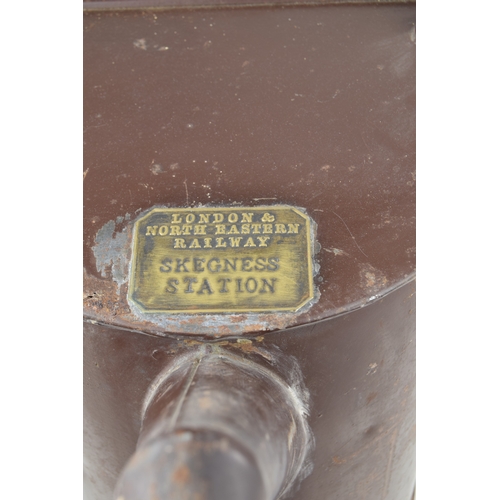 LONDON &
NORTH EASTERN
RAILWAY
SKEGNESS
STATION